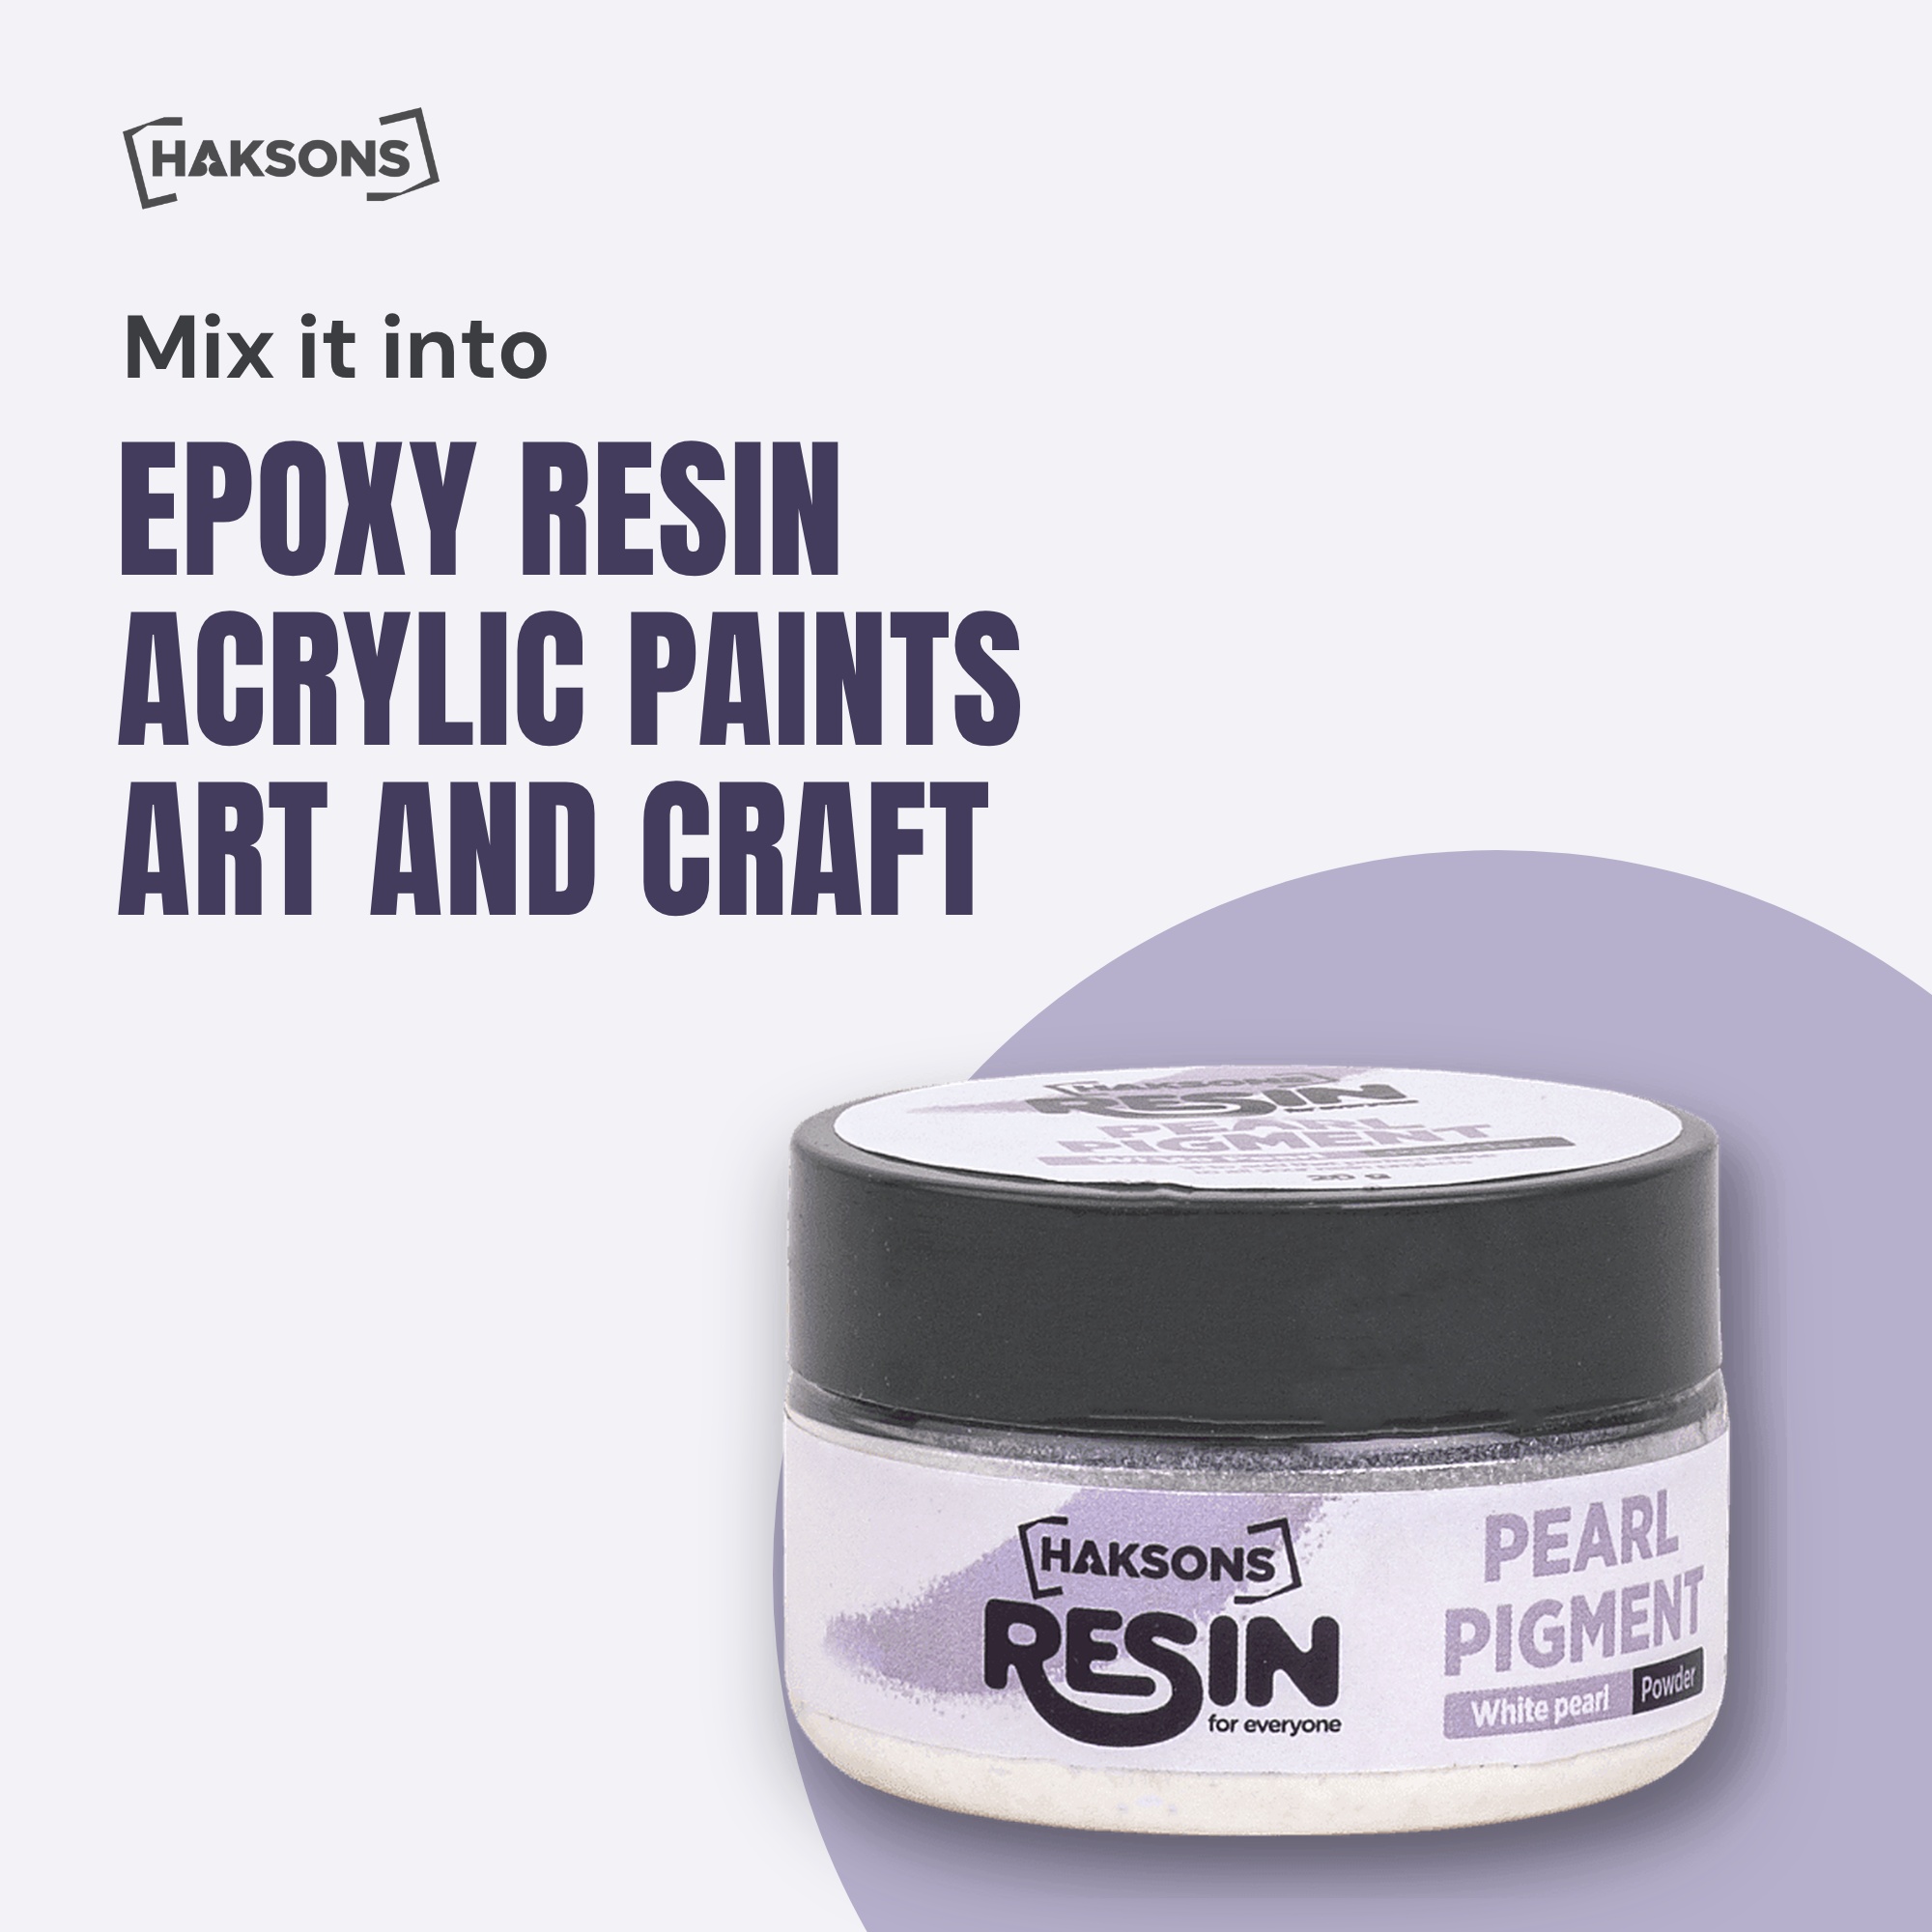 HAKSONS
Mix it into
EPOXY RESIN
ACRYLIC PAINTS
ART AND CRAFT
HAKSONS
RESIN
PEARL
PIGMENT
20 g
HAKSONS
RESIN
for everyone
PEARL
PIGMENT
White pearl Powder